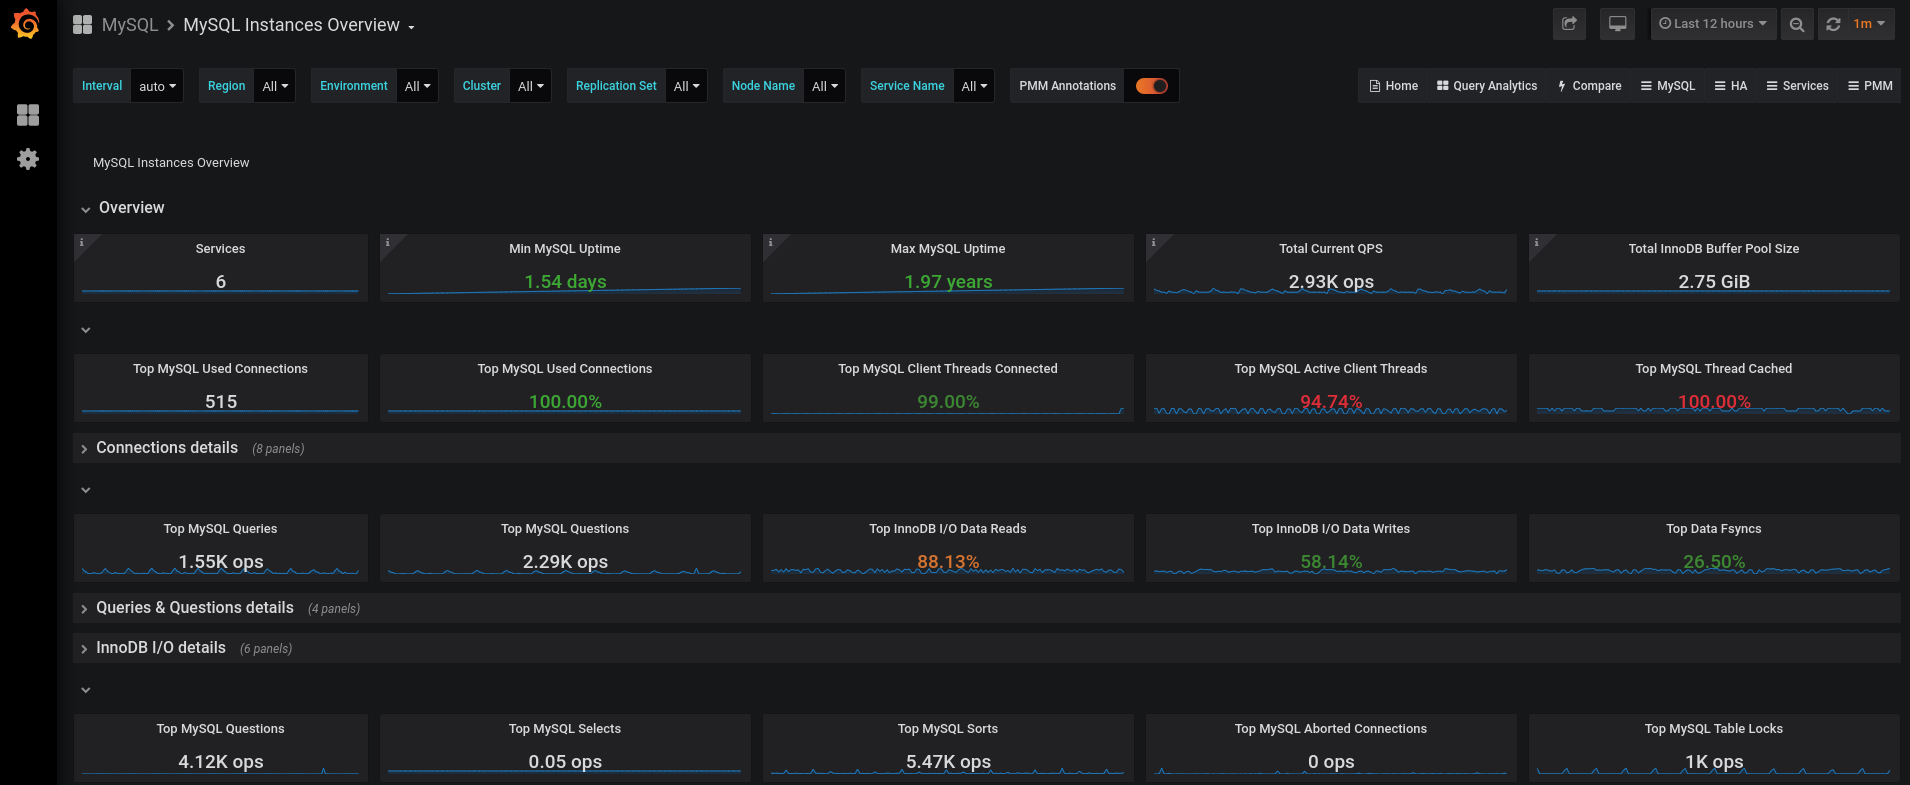 MySQL > MySQL Instances Overview
Last 12 hours
1m
Interval auto Region All Environment All Cluster All Replication Set All Node Name All Service Name All PMM Annotations
Home Query Analytics Compare MySQL HA Services PMM
MySQL Instances Overview
Overview
Services Min MySQL Uptime Max MySQL Uptime Total Current QPS Total InnoDB Buffer Pool Size
6 1.54 days 1.97 years 2.93K ops 2.75 GiB
Top MySQL Used Connections Top MySQL Used Connections Top MySQL Client Threads Connected Top MySQL Active Client Threads Top MySQL Thread Cached
515 100.00% 99.00% 94.74% 100.00%
Connections details (8 panels)
Top MySQL Queries Top MySQL Questions Top InnoDB I/O Data Reads Top InnoDB I/O Data Writes Top Data Fsyncs
1.55K ops 2.29K ops 88.13% 58.14% 26.50%
Queries & Questions details (4 panels)
InnoDB I/O details (6 panels)
Top MySQL Questions Top MySQL Selects Top MySQL Sorts Top MySQL Aborted Connections Top MySQL Table Locks
4.12K ops 0.05 ops 5.47K ops 0 ops 1K ops